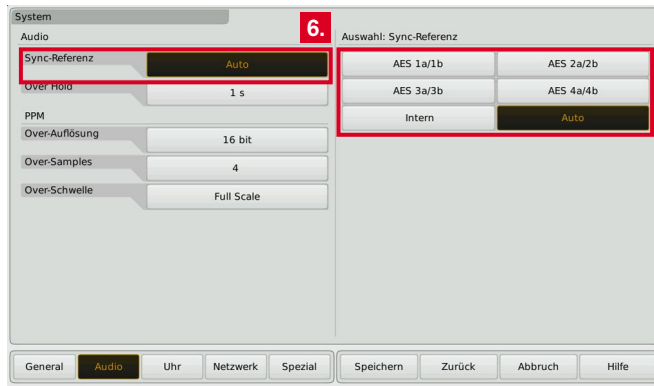 System
6.
Audio
Sync-Referenz
Auto
Over Hold
1 s
PPM
Over-Auflösung
16 bit
Over-Samples
4
Over-Schwelle
Full Scale
Auswahl: Sync-Referenz
AES 1a/1b
AES 2a/2b
AES 3a/3b
AES 4a/4b
Intern
Auto
General
Audio
Uhr
Netzwerk
Spezial
Speichern
Zurück
Abbruch
Hilfe